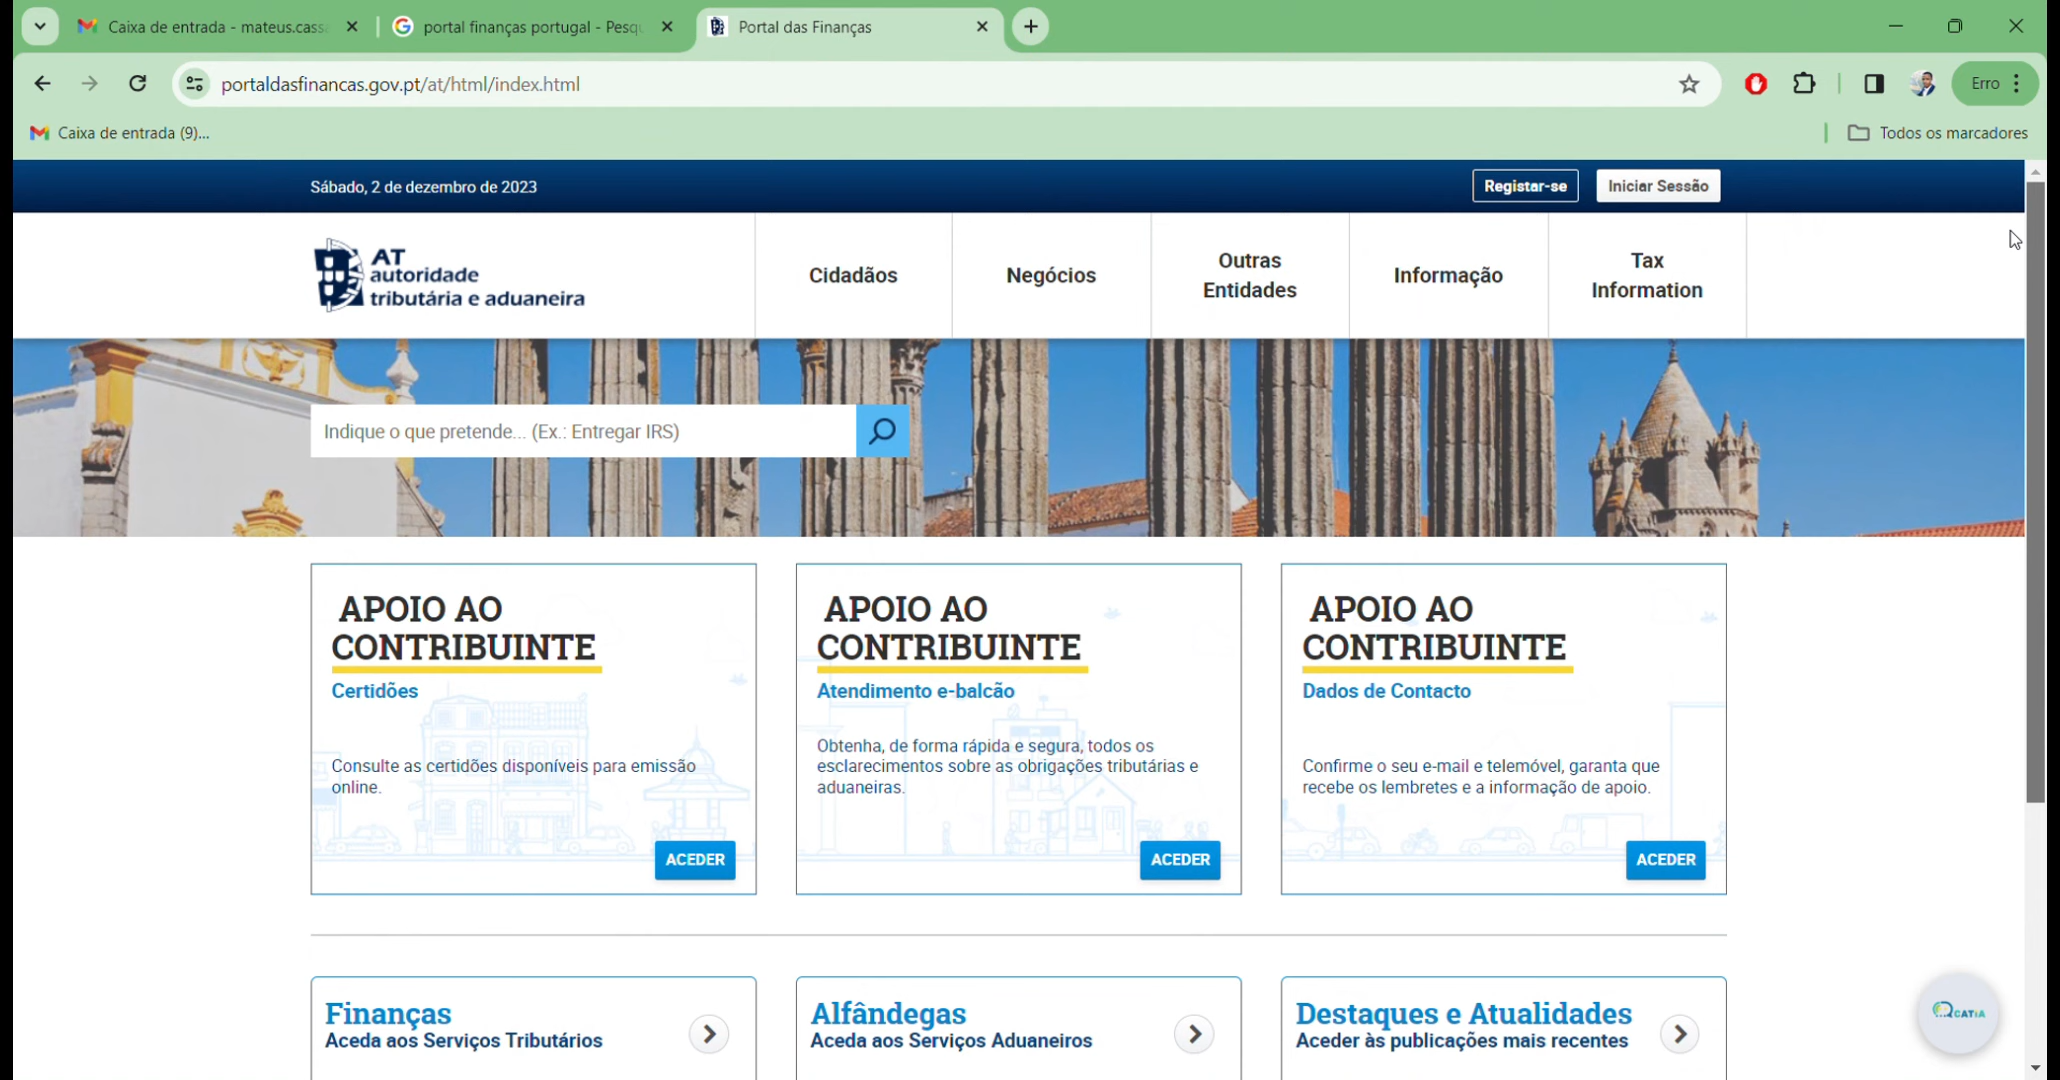 Caixa de entrada - mateus.cass
portal finanças portugal - Pesq
Portal das Finanças
portaldasfinancas.gov.pt/at/html/index.html
Erro
Caixa de entrada (9)...
Todos os marcadores
Sábado, 2 de dezembro de 2023
Registar-se
Iniciar Sessão
AT
autoridade
tributária e aduaneira
Cidadãos
Negócios
Outras
Entidades
Informação
Tax
Information
Indique o que pretende... (Ex.: Entregar IRS)
APOIO AO
CONTRIBUINTE
Certidões
Consulte as certidões disponíveis para emissão
online.
ACEDER
APOIO AO
CONTRIBUINTE
Atendimento e-balcão
Obtenha, de forma rápida e segura, todos os
esclarecimentos sobre as obrigações tributárias e
aduaneiras.
ACEDER
APOIO AO
CONTRIBUINTE
Dados de Contacto
Confirme o seu e-mail e telemóvel, garanta que
recebe os lembretes e a informação de apoio.
ACEDER
Finanças
Aceda aos Serviços Tributários
Alfândegas
Aceda aos Serviços Aduaneiros
Destaques e Atualidades
Aceder às publicações mais recentes
CATIA